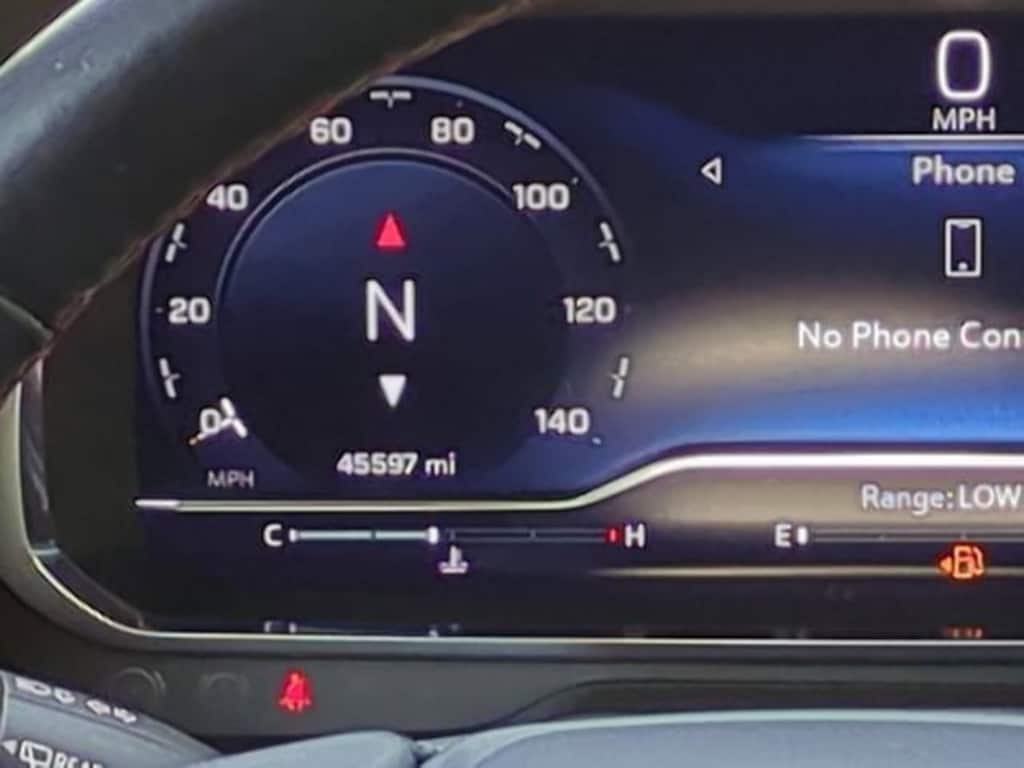 0
MPH
Phone
No Phone Con
60 80
40 100
20 120
0 140
N
45597 mi
MPH
Range:LOW
C H
E